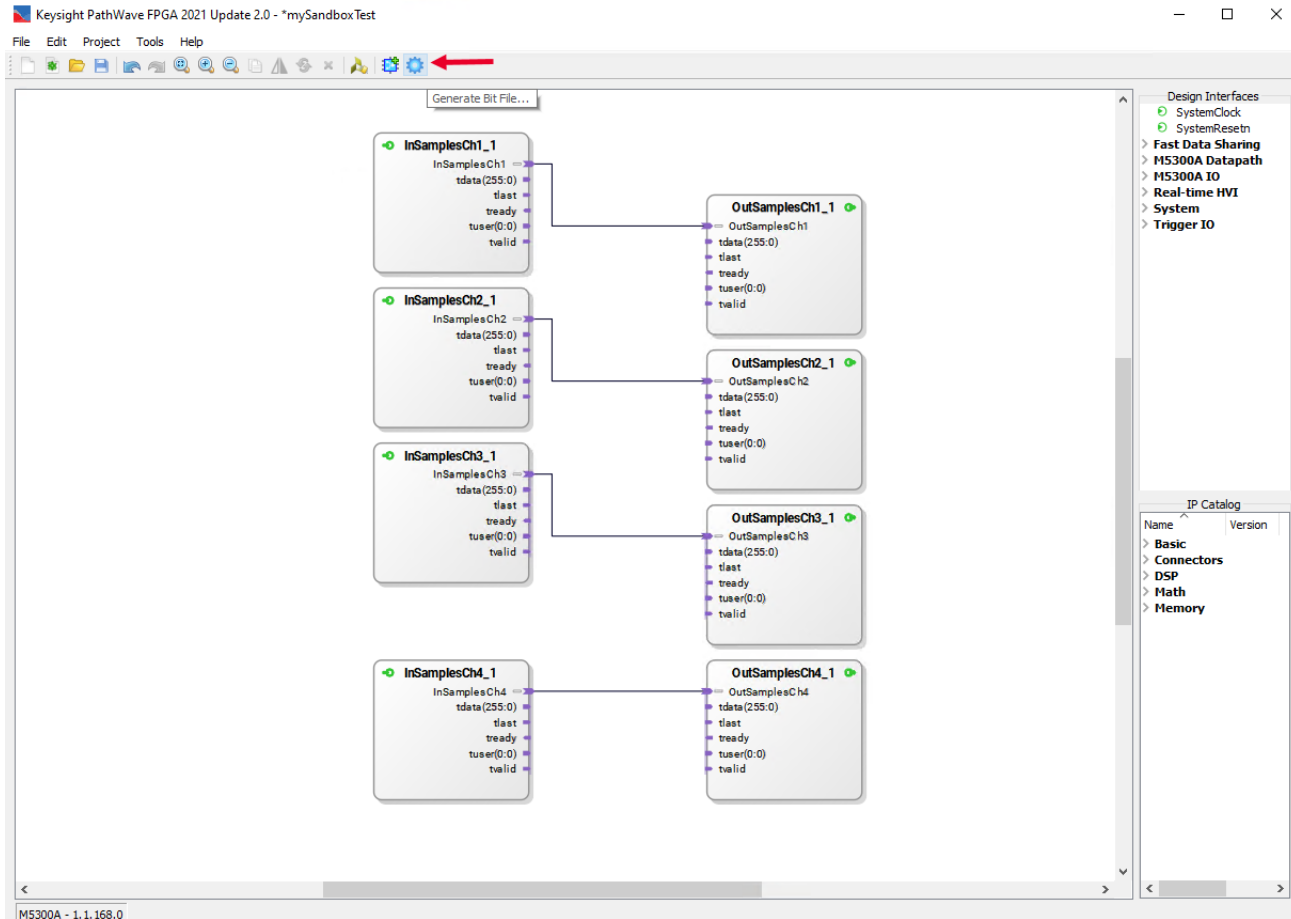 Keysight PathWave FPGA 2021 Update 2.0 - *mySandboxTest
File Edit Project Tools Help
Generate Bit File...
InSamplesCh1_1
InSamplesCh1
tdata(255:0)
tlast
tready
tuser(0:0)
tvalid
OutSamplesCh1_1
OutSamplesCh1
tdata(255:0)
tlast
tready
tuser(0:0)
tvalid
InSamplesCh2_1
InSamplesCh2
tdata(255:0)
tlast
tready
tuser(0:0)
tvalid
OutSamplesCh2_1
OutSamplesCh2
tdata(255:0)
tlast
tready
tuser(0:0)
tvalid
InSamplesCh3_1
InSamplesCh3
tdata(255:0)
tlast
tready
tuser(0:0)
tvalid
OutSamplesCh3_1
OutSamplesCh3
tdata(255:0)
tlast
tready
tuser(0:0)
tvalid
InSamplesCh4_1
InSamplesCh4
tdata(255:0)
tlast
tready
tuser(0:0)
tvalid
OutSamplesCh4_1
OutSamplesCh4
tdata(255:0)
tlast
tready
tuser(0:0)
tvalid
Design Interfaces
SystemClock
SystemResetn
Fast Data Sharing
M5300A Datapath
M5300A IO
Real-time HVI
System
Trigger IO
IP Catalog
Name Version
Basic
Connectors
DSP
Math
Memory
M5300A - 1.1.168.0